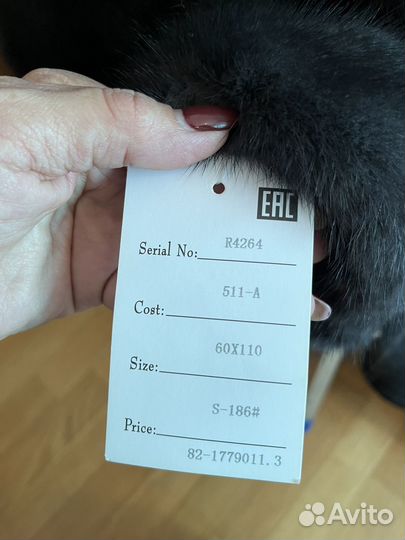 EAC
Serial No: R4264
511-A
Cost:
60X110
Size:
S-186#
Price:
82-1779011.3
Avito